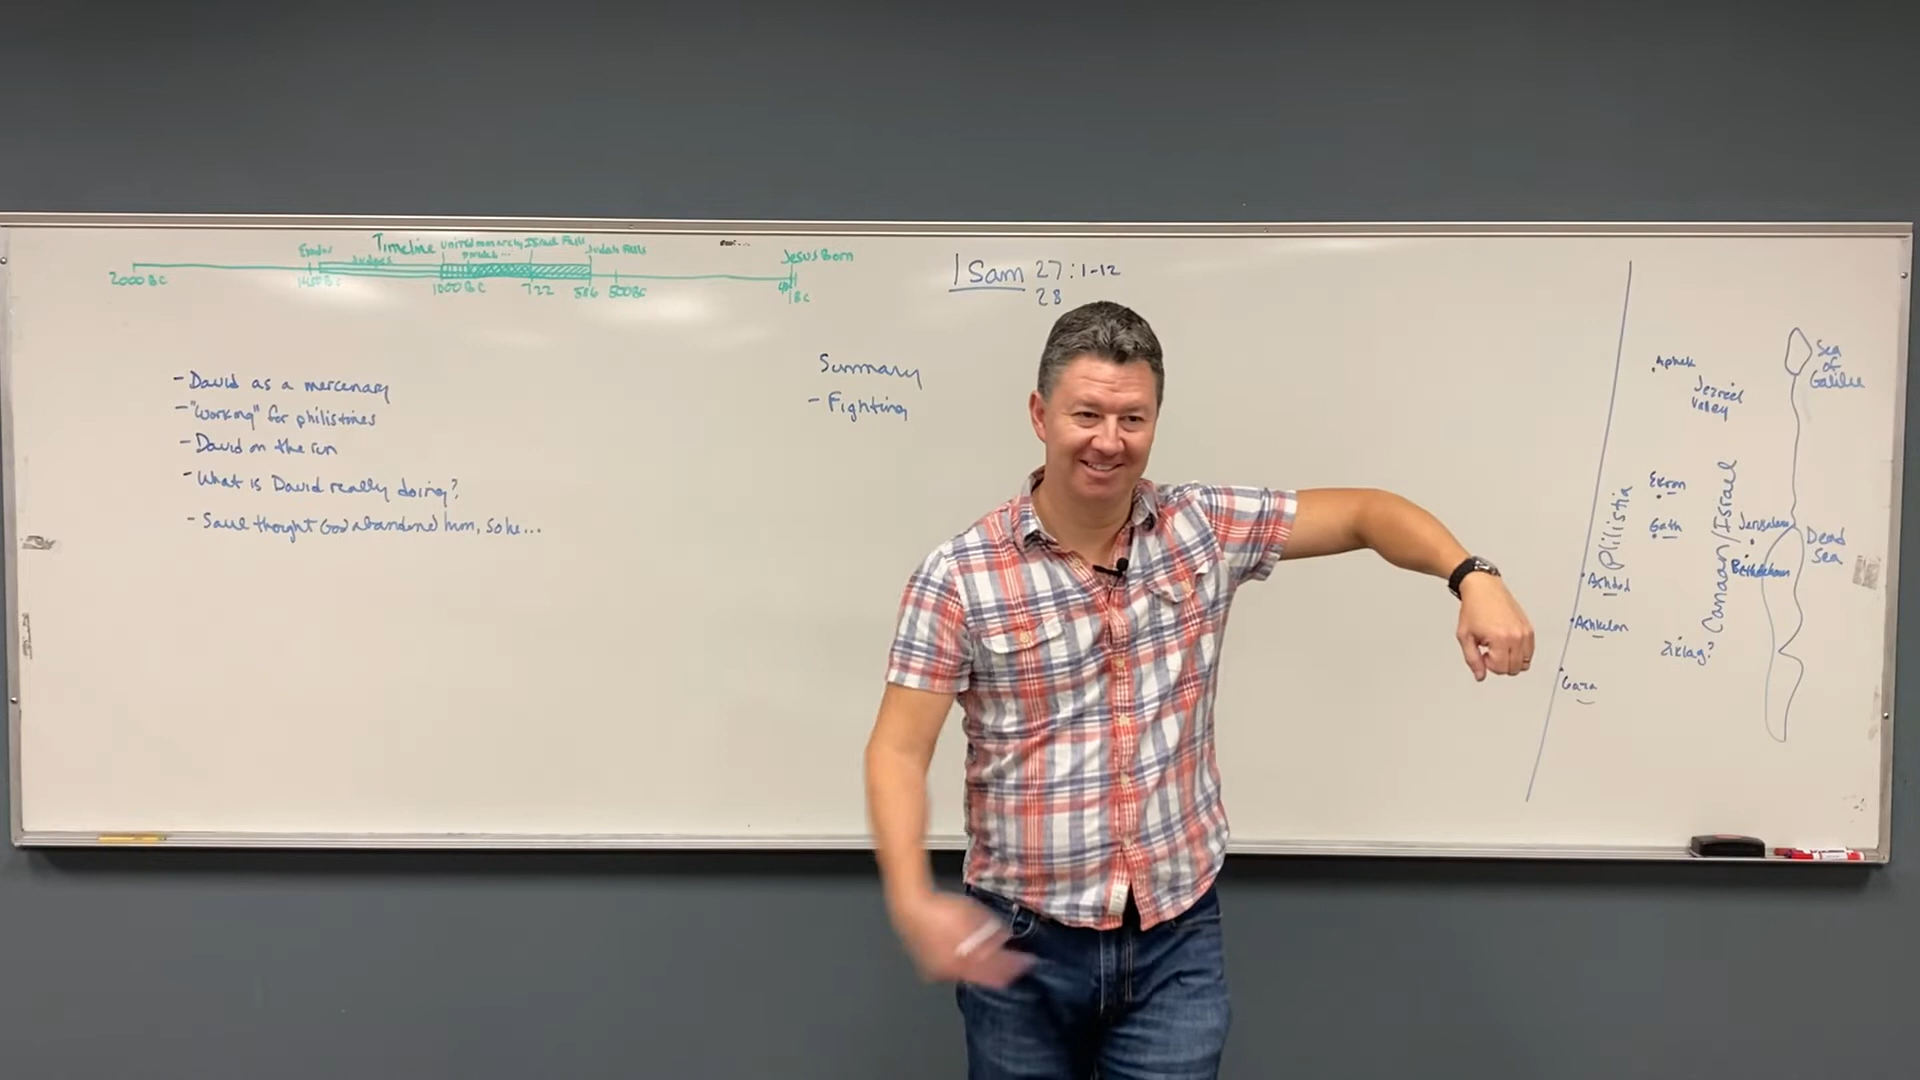 Exodus
Timeline
United monarchy
Israel Falls
Judah Falls
Judges
Jesus Born
2000 BC
1450 BC
1000 BC
722
586
500 BC
1 BC
1 Sam 27:1-12
28
- David as a mercenary
- "working" for philistines
- David on the run
- What is David really doing?
- Saul thought God abandoned him, so he...
Summary
- Fighting
Aphek
Jezreel
Valley
Sea
of
Galilee
Ekron
Gath
Philistia
Canaan/Israel
Jerusalem
Dead
Sea
Bethlehem
Ashdod
Ashkelon
Ziklag?
Gaza